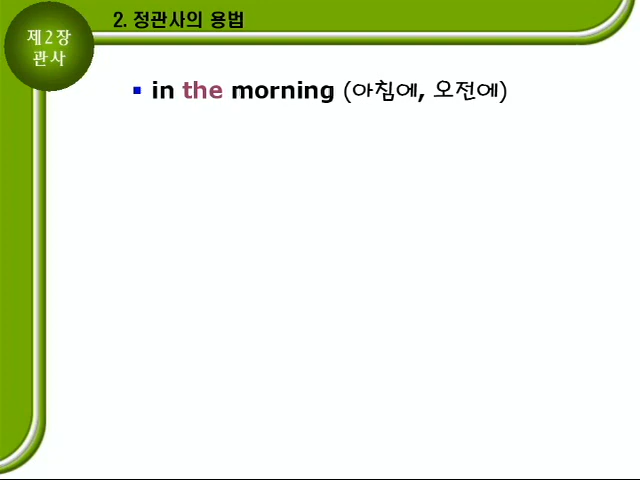 제2장
관사
2. 정관사의 용법
in the morning (아침에, 오전에)